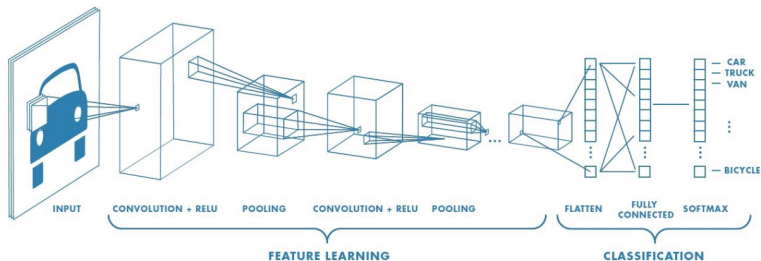 CAR
TRUCK
VAN
BICYCLE
INPUT
CONVOLUTION + RELU
POOLING
CONVOLUTION + RELU
POOLING
FLATTEN
FULLY
CONNECTED
SOFTMAX
FEATURE LEARNING
CLASSIFICATION